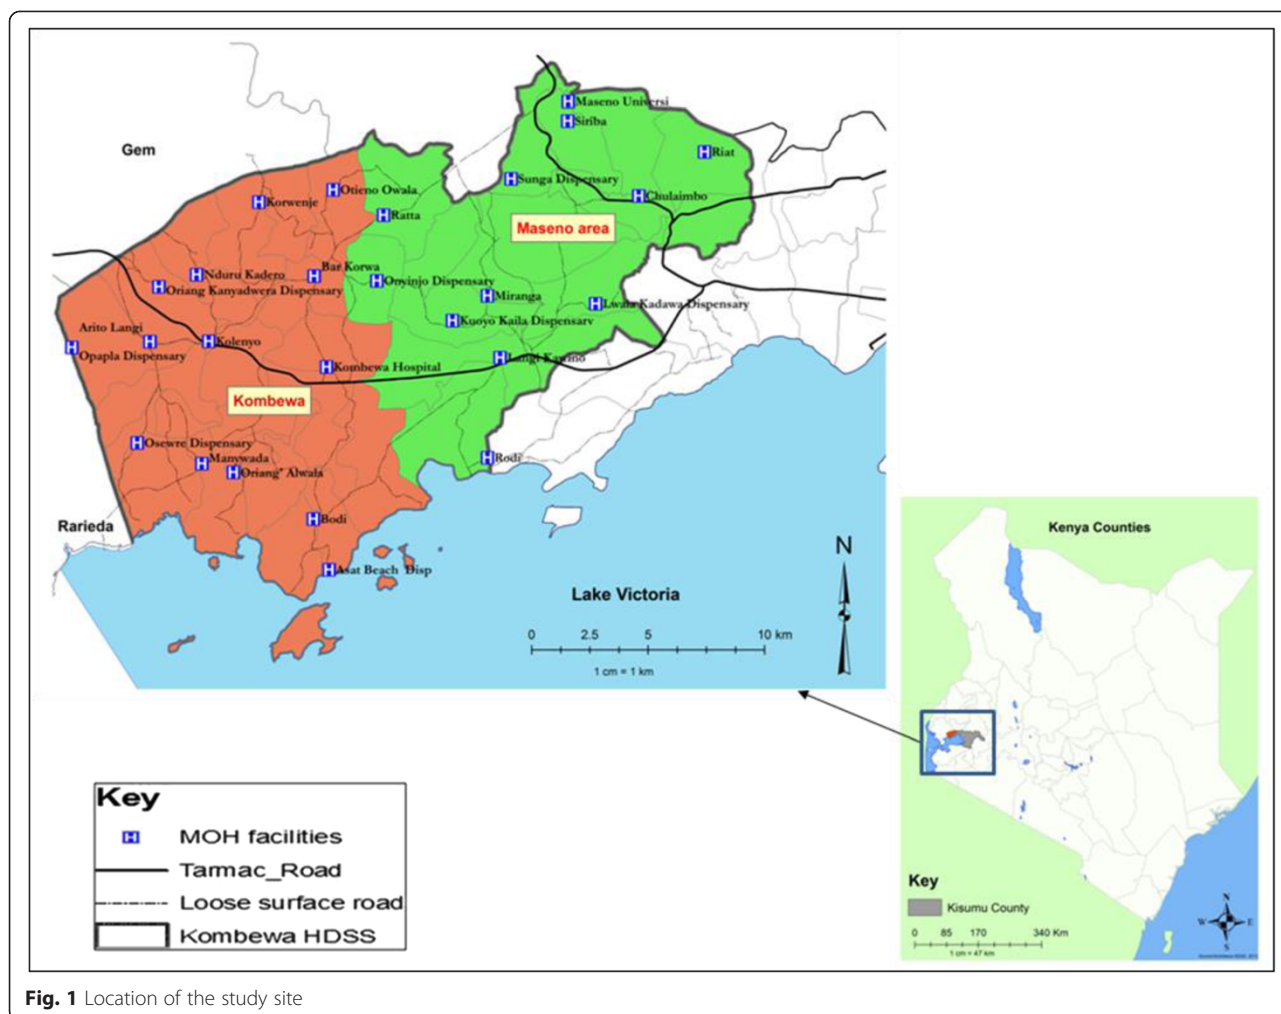 Maseno Universi
Siriba
Gem
Riat
Sunga Dispensary
Otieno Owala
Chulaimbo
Korwenje
Ratta
Maseno area
Bar Korwa
Nduru Kadero
Onyinjo Dispensary
Oriang Kanyadwera Dispensary
Miranga
Lwala Kadawa Dispensary
Kuoyo Kaila Dispensary
Arito Langi
Kolenyo
Opapla Dispensary
Langi Kawino
Kombewa Hospital
Kombewa
Osewre Dispensary
Manywada
Rodi
Oriang' Alwala
Bodi
Rarieda
Asat Beach Disp
N
Lake Victoria
0 2.5 5 10 km
1 cm = 1 km
Kenya Counties
Key
MOH facilities
Tarmac_Road
Loose surface road
Kombewa HDSS
Key
Kisumu County
0 85 170 340 Km
1 cm = 47 km
N
W E
S
Fig. 1 Location of the study site